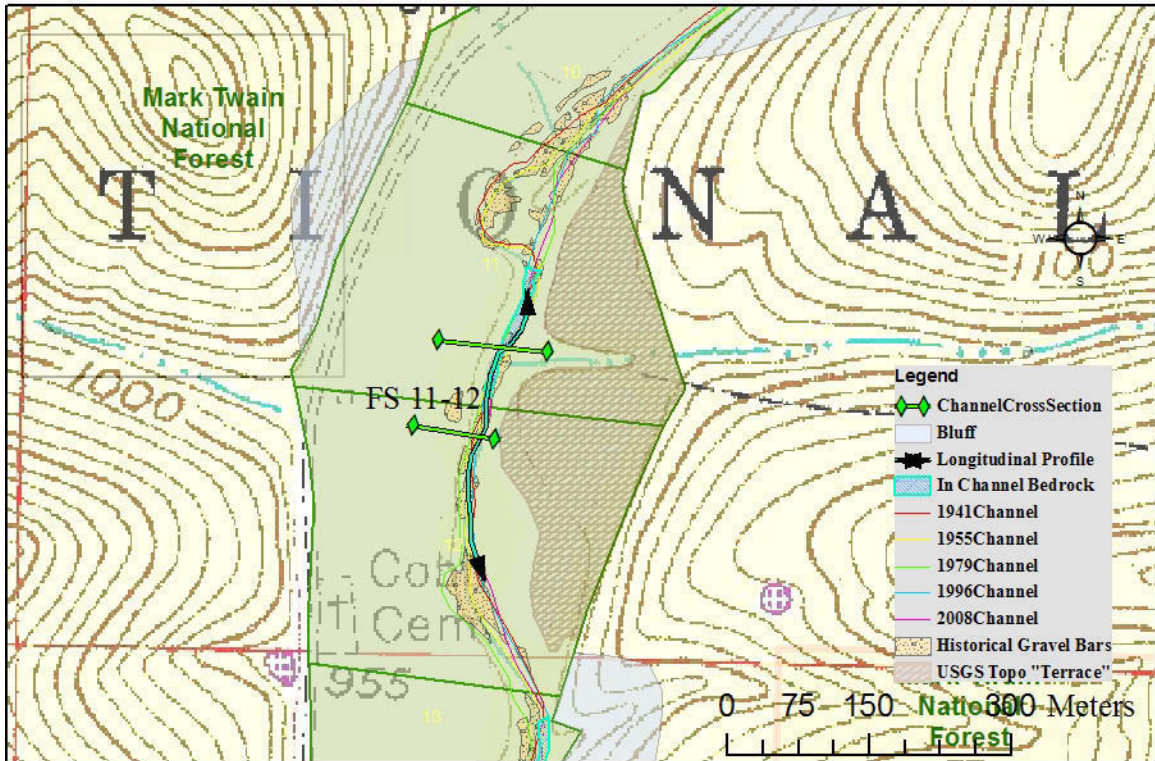 Mark Twain
National
Forest
T I O N A L
10
11
N
W
E
S
1100
1000
FS 11-12
12
Cem
955
13
Legend
ChannelCrossSection
Bluff
Longitudinal Profile
In Channel Bedrock
1941Channel
1955Channel
1979Channel
1996Channel
2008Channel
Historical Gravel Bars
USGS Topo "Terrace"
0 75 150 300 Meters
National
Forest